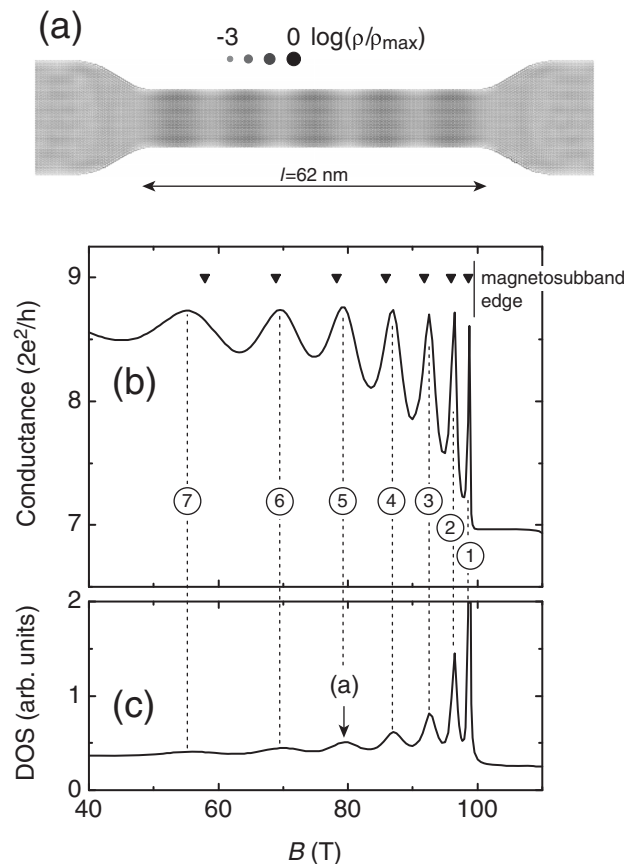 (a)
-3 0 log(ρ/ρmax)
l=62 nm
9
magnetosubband
edge
(b)
8
7
Conductance (2e²/h)
7 6 5 4 3
2
1
2
(c)
(a)
1
0
DOS (arb. units)
40 60 80 100
B (T)